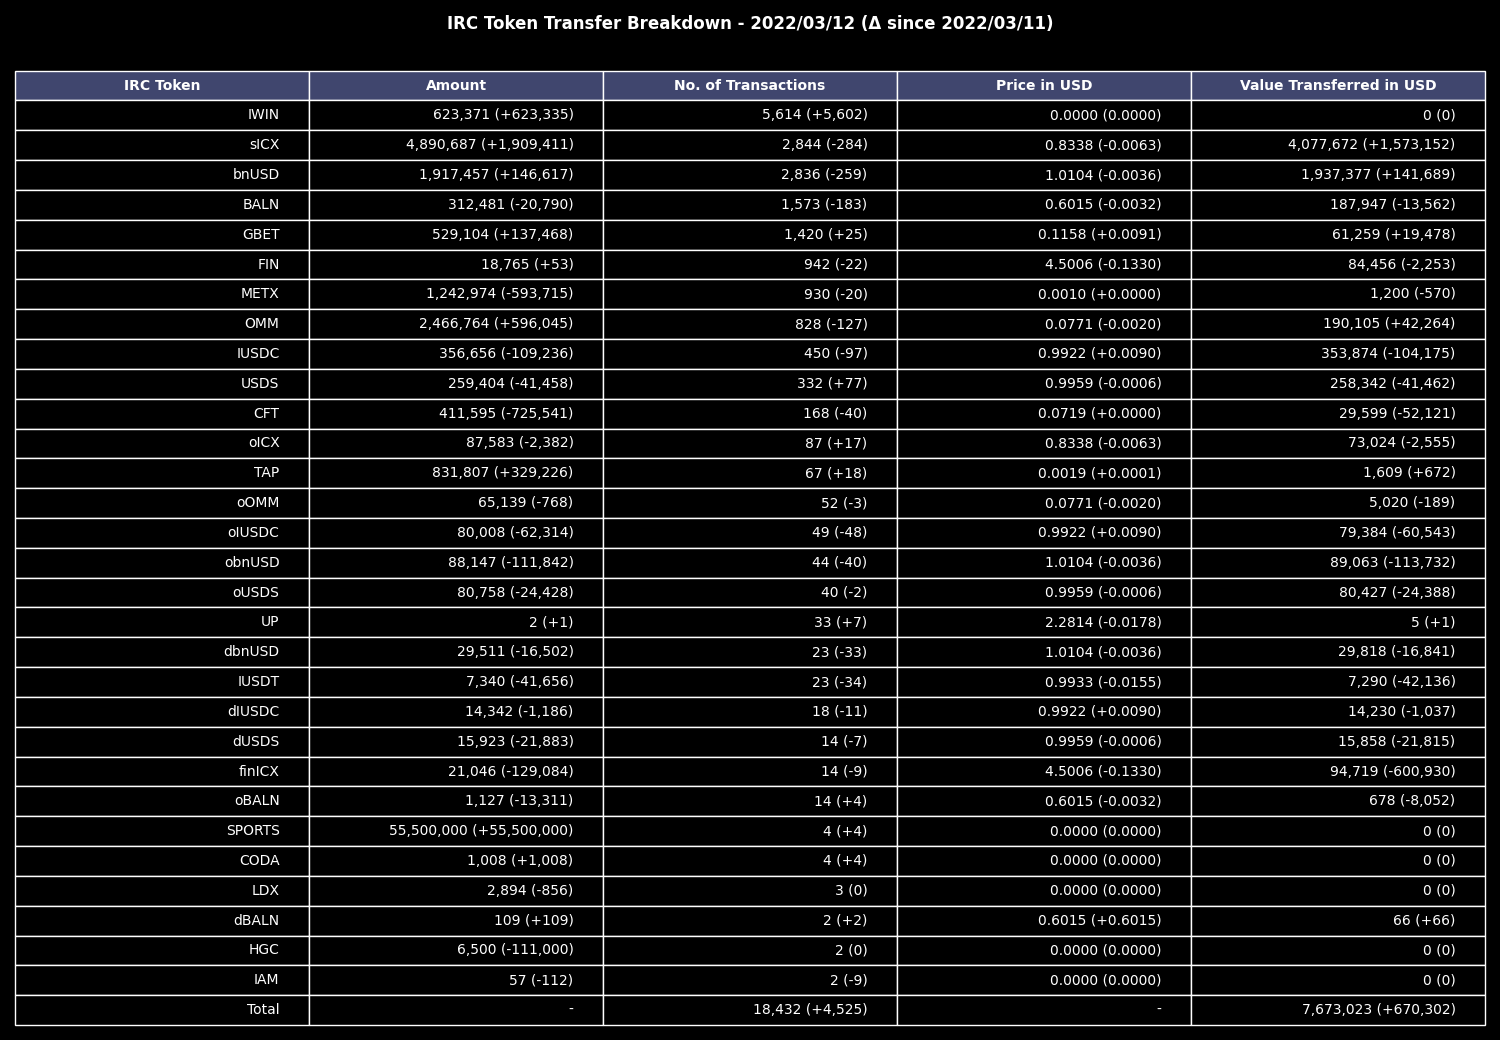 IRC Token Transfer Breakdown - 2022/03/12 (Δ since 2022/03/11)
IRC Token Amount No. of Transactions Price in USD Value Transferred in USD
IWIN 623,371 (+623,335) 5,614 (+5,602) 0.0000 (0.0000) 0 (0)
sICX 4,890,687 (+1,909,411) 2,844 (-284) 0.8338 (-0.0063) 4,077,672 (+1,573,152)
bnUSD 1,917,457 (+146,617) 2,836 (-259) 1.0104 (-0.0036) 1,937,377 (+141,689)
BALN 312,481 (-20,790) 1,573 (-183) 0.6015 (-0.0032) 187,947 (-13,562)
GBET 529,104 (+137,468) 1,420 (+25) 0.1158 (+0.0091) 61,259 (+19,478)
FIN 18,765 (+53) 942 (-22) 4.5006 (-0.1330) 84,456 (-2,253)
METX 1,242,974 (-593,715) 930 (-20) 0.0010 (+0.0000) 1,200 (-570)
OMM 2,466,764 (+596,045) 828 (-127) 0.0771 (-0.0020) 190,105 (+42,264)
IUSDC 356,656 (-109,236) 450 (-97) 0.9922 (+0.0090) 353,874 (-104,175)
USDS 259,404 (-41,458) 332 (+77) 0.9959 (-0.0006) 258,342 (-41,462)
CFT 411,595 (-725,541) 168 (-40) 0.0719 (+0.0000) 29,599 (-52,121)
oICX 87,583 (-2,382) 87 (+17) 0.8338 (-0.0063) 73,024 (-2,555)
TAP 831,807 (+329,226) 67 (+18) 0.0019 (+0.0001) 1,609 (+672)
oOMM 65,139 (-768) 52 (-3) 0.0771 (-0.0020) 5,020 (-189)
oIUSDC 80,008 (-62,314) 49 (-48) 0.9922 (+0.0090) 79,384 (-60,543)
obnUSD 88,147 (-111,842) 44 (-40) 1.0104 (-0.0036) 89,063 (-113,732)
oUSDS 80,758 (-24,428) 40 (-2) 0.9959 (-0.0006) 80,427 (-24,388)
UP 2 (+1) 33 (+7) 2.2814 (-0.0178) 5 (+1)
dbnUSD 29,511 (-16,502) 23 (-33) 1.0104 (-0.0036) 29,818 (-16,841)
IUSDT 7,340 (-41,656) 23 (-34) 0.9933 (-0.0155) 7,290 (-42,136)
dIUSDC 14,342 (-1,186) 18 (-11) 0.9922 (+0.0090) 14,230 (-1,037)
dUSDS 15,923 (-21,883) 14 (-7) 0.9959 (-0.0006) 15,858 (-21,815)
finICX 21,046 (-129,084) 14 (-9) 4.5006 (-0.1330) 94,719 (-600,930)
oBALN 1,127 (-13,311) 14 (+4) 0.6015 (-0.0032) 678 (-8,052)
SPORTS 55,500,000 (+55,500,000) 4 (+4) 0.0000 (0.0000) 0 (0)
CODA 1,008 (+1,008) 4 (+4) 0.0000 (0.0000) 0 (0)
LDX 2,894 (-856) 3 (0) 0.0000 (0.0000) 0 (0)
dBALN 109 (+109) 2 (+2) 0.6015 (+0.6015) 66 (+66)
HGC 6,500 (-111,000) 2 (0) 0.0000 (0.0000) 0 (0)
IAM 57 (-112) 2 (-9) 0.0000 (0.0000) 0 (0)
Total - 18,432 (+4,525) - 7,673,023 (+670,302)